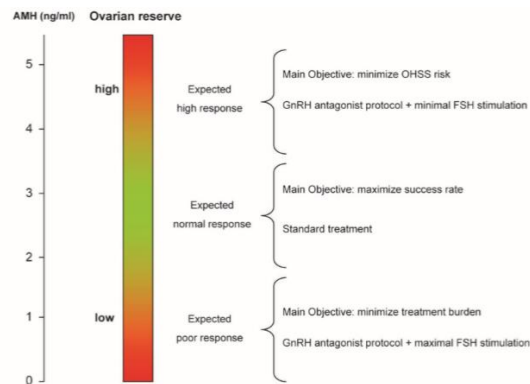 AMH (ng/ml) Ovarian reserve
5
high
Expected
high response
Main Objective: minimize OHSS risk
GnRH antagonist protocol + minimal FSH stimulation
4
3
Expected
normal response
Main Objective: maximize success rate
Standard treatment
2
1
low
Expected
poor response
Main Objective: minimize treatment burden
GnRH antagonist protocol + maximal FSH stimulation
0